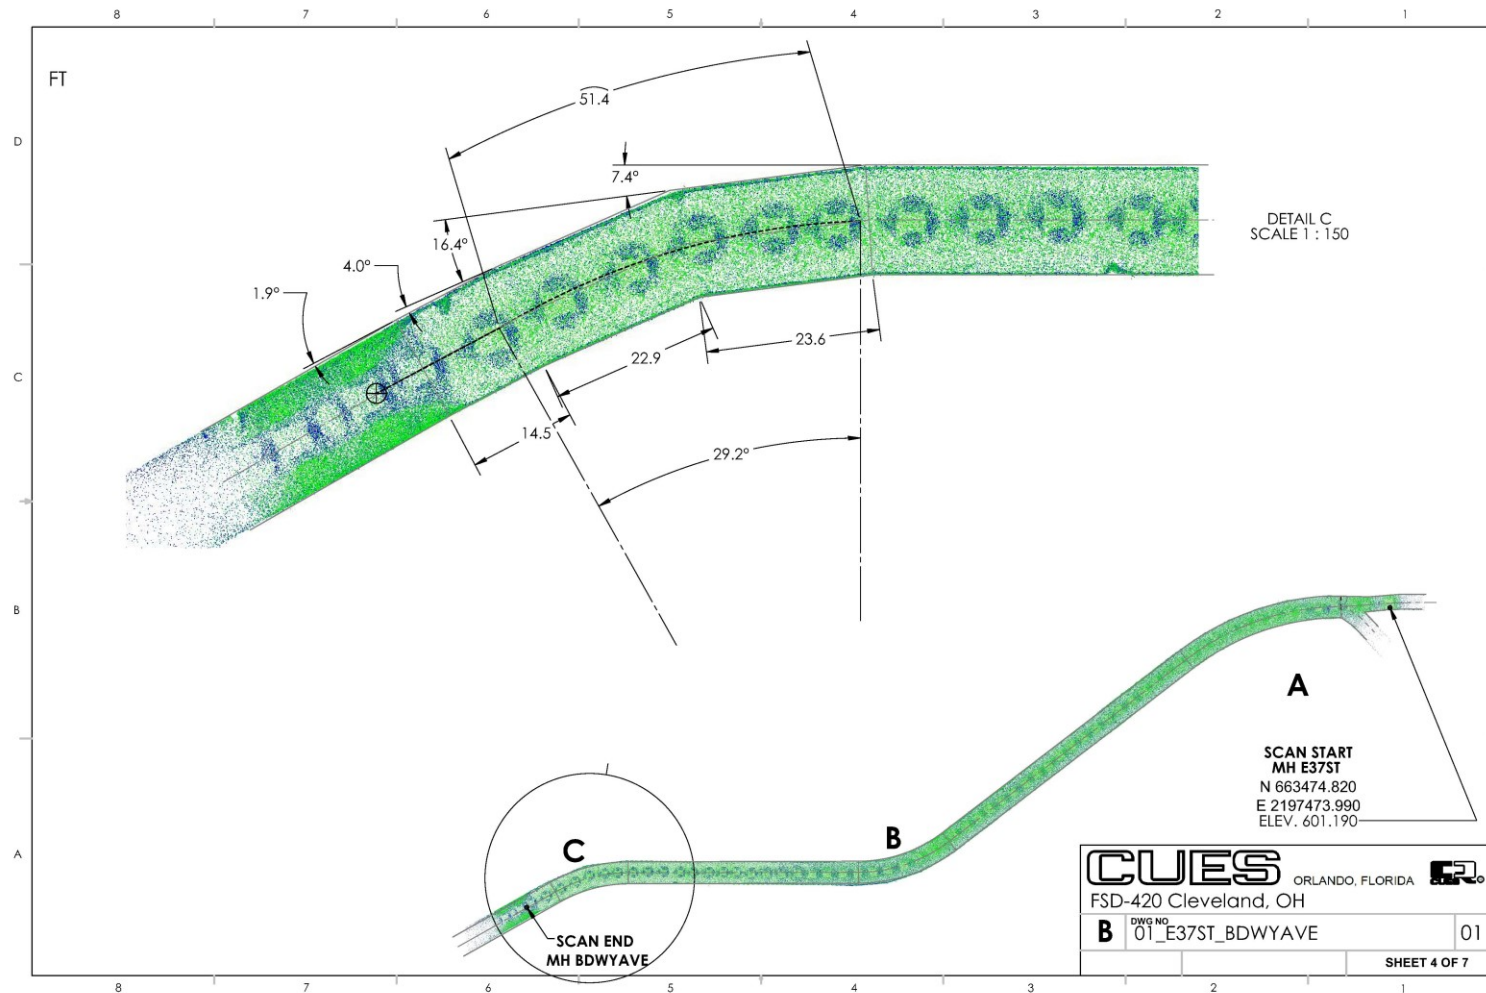 8 7 6 5 4 3 2 1
FT
D
51.4
7.4°
16.4°
4.0°
1.9°
DETAIL C
SCALE 1 : 150
C
23.6
22.9
14.5
29.2°
B
A
SCAN START
MH E37ST
N 663474.820
E 2197473.990
ELEV. 601.190
B
C
A
SCAN END
MH BDWYAVE
CUES ORLANDO, FLORIDA
FSD-420 Cleveland, OH
B DWG NO 01_E37ST_BDWYAVE 01
SHEET 4 OF 7
8 7 6 5 4 3 2 1